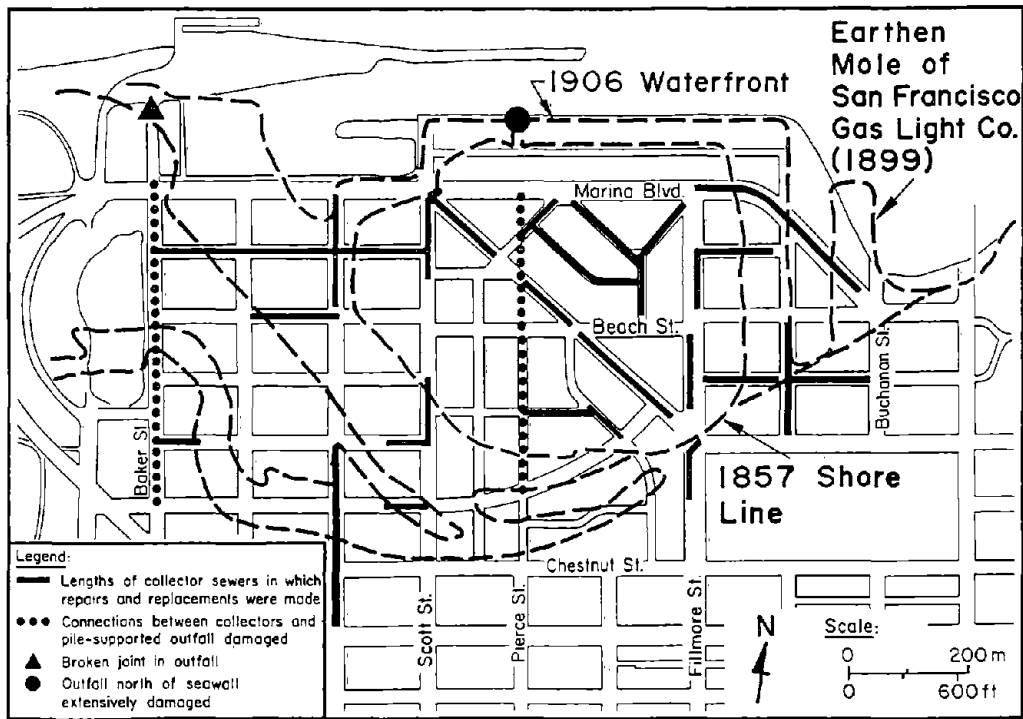 Earthen
Mole of
San Francisco
Gas Light Co.
(1899)
1906 Waterfront
Marina Blvd.
Beach St.
Buchanan St.
Baker St
1857 Shore
Line
Chestnut St.
Scott St.
Pierce St.
Fillmore St.
Legend:
Lengths of collector sewers in which
repairs and replacements were made
Connections between collectors and
pile-supported outfall damaged
Broken joint in outfall
Outfall north of seawall
extensively damaged
N
Scale:
0 200 m
0 600 ft